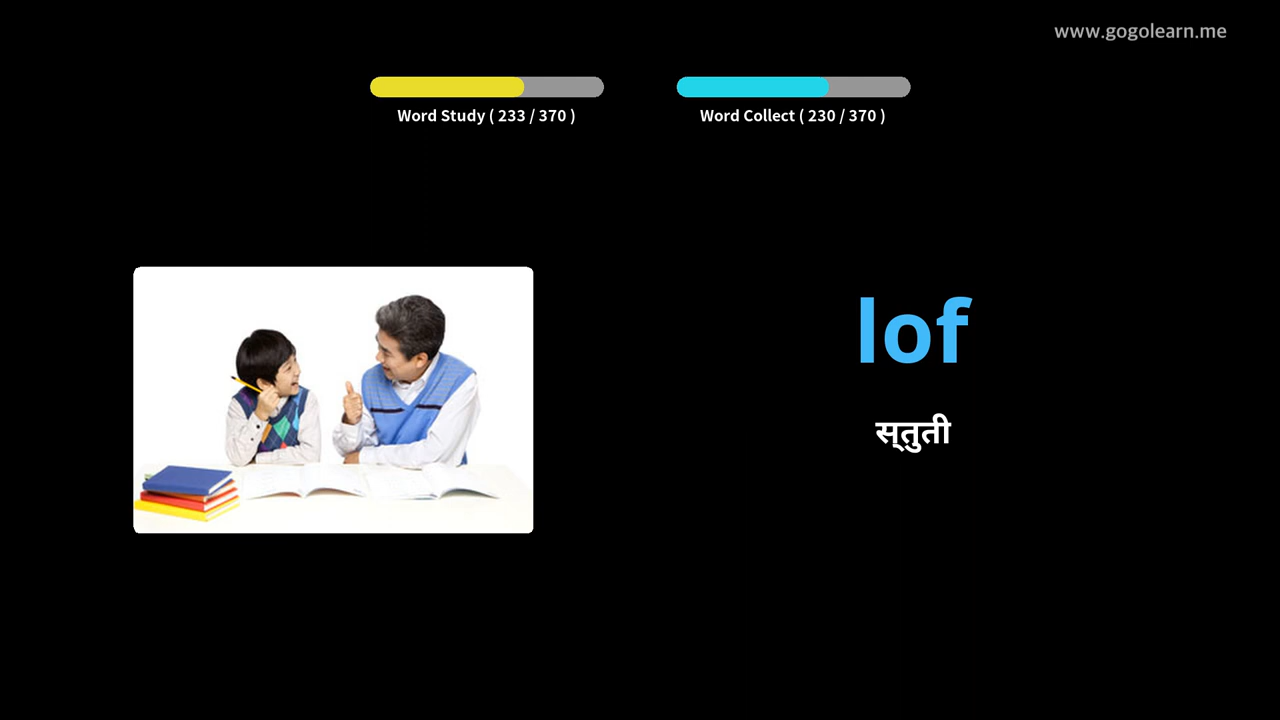 www.gogolearn.me
Word Study ( 233 / 370 )
Word Collect ( 230 / 370 )
lof
स्तुती